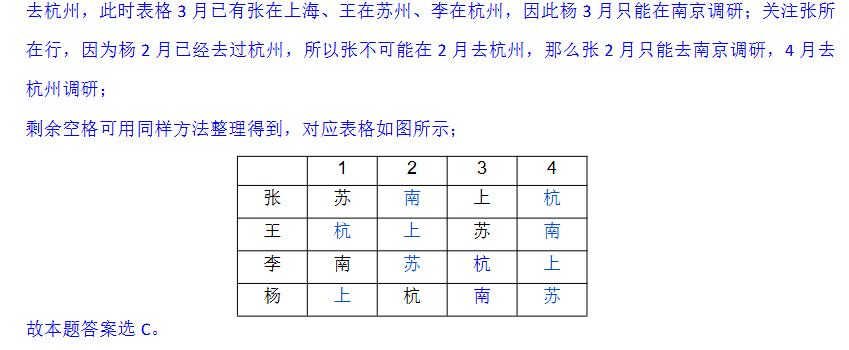 去杭州，此时表格 3 月已有张在上海、王在苏州、李在杭州，因此杨 3 月只能在南京调研；关注张所
在行，因为杨 2 月已经去过杭州，所以张不可能在 2 月去杭州，那么张 2 月只能去南京调研，4 月去
杭州调研；
剩余空格可用同样方法整理得到，对应表格如图所示；
1 2 3 4
张 苏 南 上 杭
王 杭 上 苏 南
李 南 苏 杭 上
杨 上 杭 南 苏
故本题答案选 C。